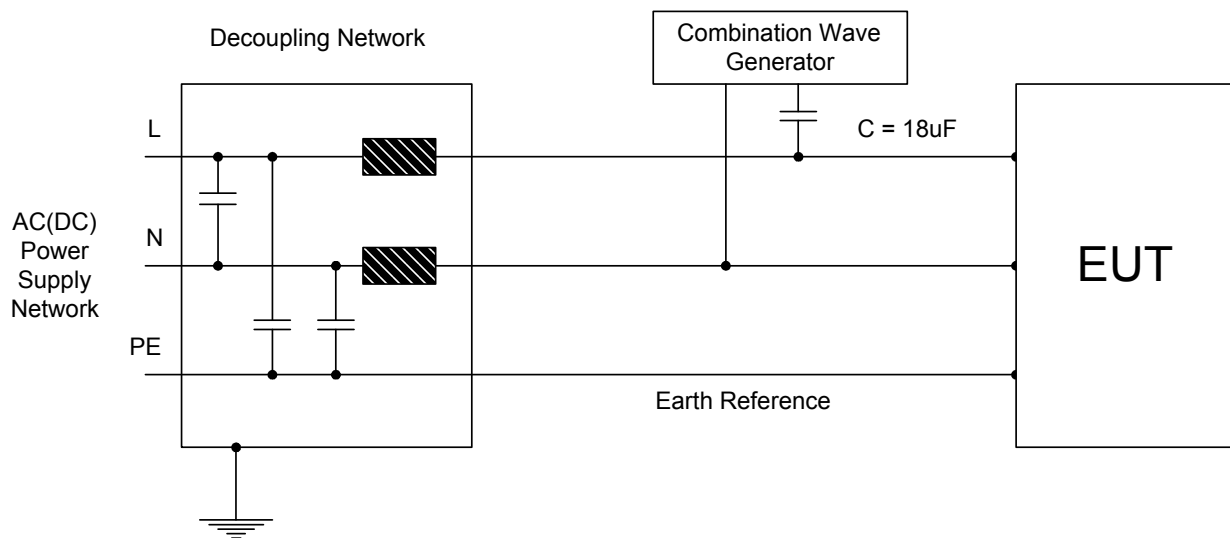 Decoupling Network
Combination Wave
Generator
L
C = 18uF
AC(DC)
Power
Supply
Network
N
EUT
PE
Earth Reference